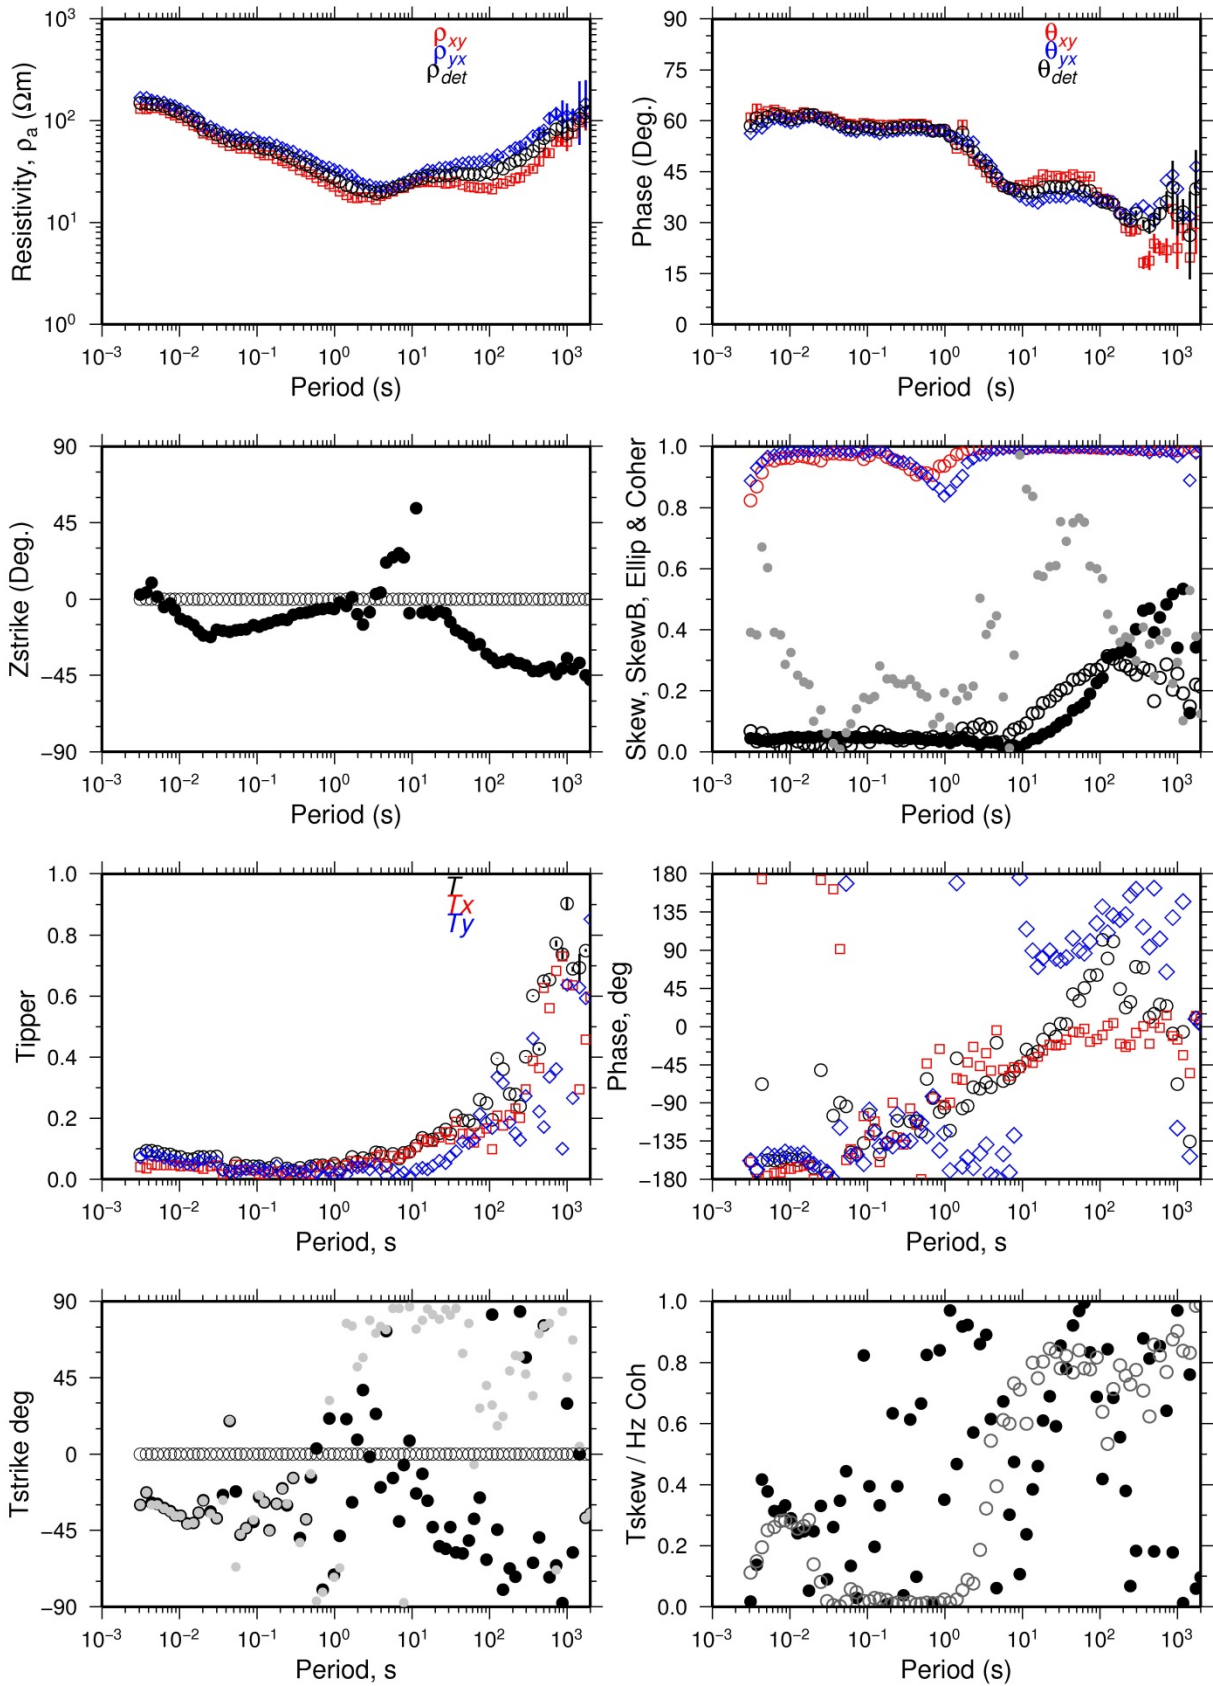 10³
10²
10¹
10⁰
Resistivity, ρₐ (Ωm)
ρxy
ρyx
ρdet
10⁻³ 10⁻² 10⁻¹ 10⁰ 10¹ 10² 10³
Period (s)
90
75
60
45
30
15
0
Phase (Deg.)
θxy
θyx
θdet
10⁻³ 10⁻² 10⁻¹ 10⁰ 10¹ 10² 10³
Period (s)
90
45
0
−45
−90
Zstrike (Deg.)
10⁻³ 10⁻² 10⁻¹ 10⁰ 10¹ 10² 10³
Period (s)
1.0
0.8
0.6
0.4
0.2
0.0
Skew, SkewB, Ellip & Coher
10⁻³ 10⁻² 10⁻¹ 10⁰ 10¹ 10² 10³
Period (s)
1.0
0.8
0.6
0.4
0.2
0.0
Tipper
T
Tx
Ty
10⁻³ 10⁻² 10⁻¹ 10⁰ 10¹ 10² 10³
Period, s
180
135
90
45
0
−45
−90
−135
−180
Phase, deg
10⁻³ 10⁻² 10⁻¹ 10⁰ 10¹ 10² 10³
Period, s
90
45
0
−45
−90
Tstrike deg
10⁻³ 10⁻² 10⁻¹ 10⁰ 10¹ 10² 10³
Period, s
1.0
0.8
0.6
0.4
0.2
0.0
Tskew / Hz Coh
10⁻³ 10⁻² 10⁻¹ 10⁰ 10¹ 10² 10³
Period (s)